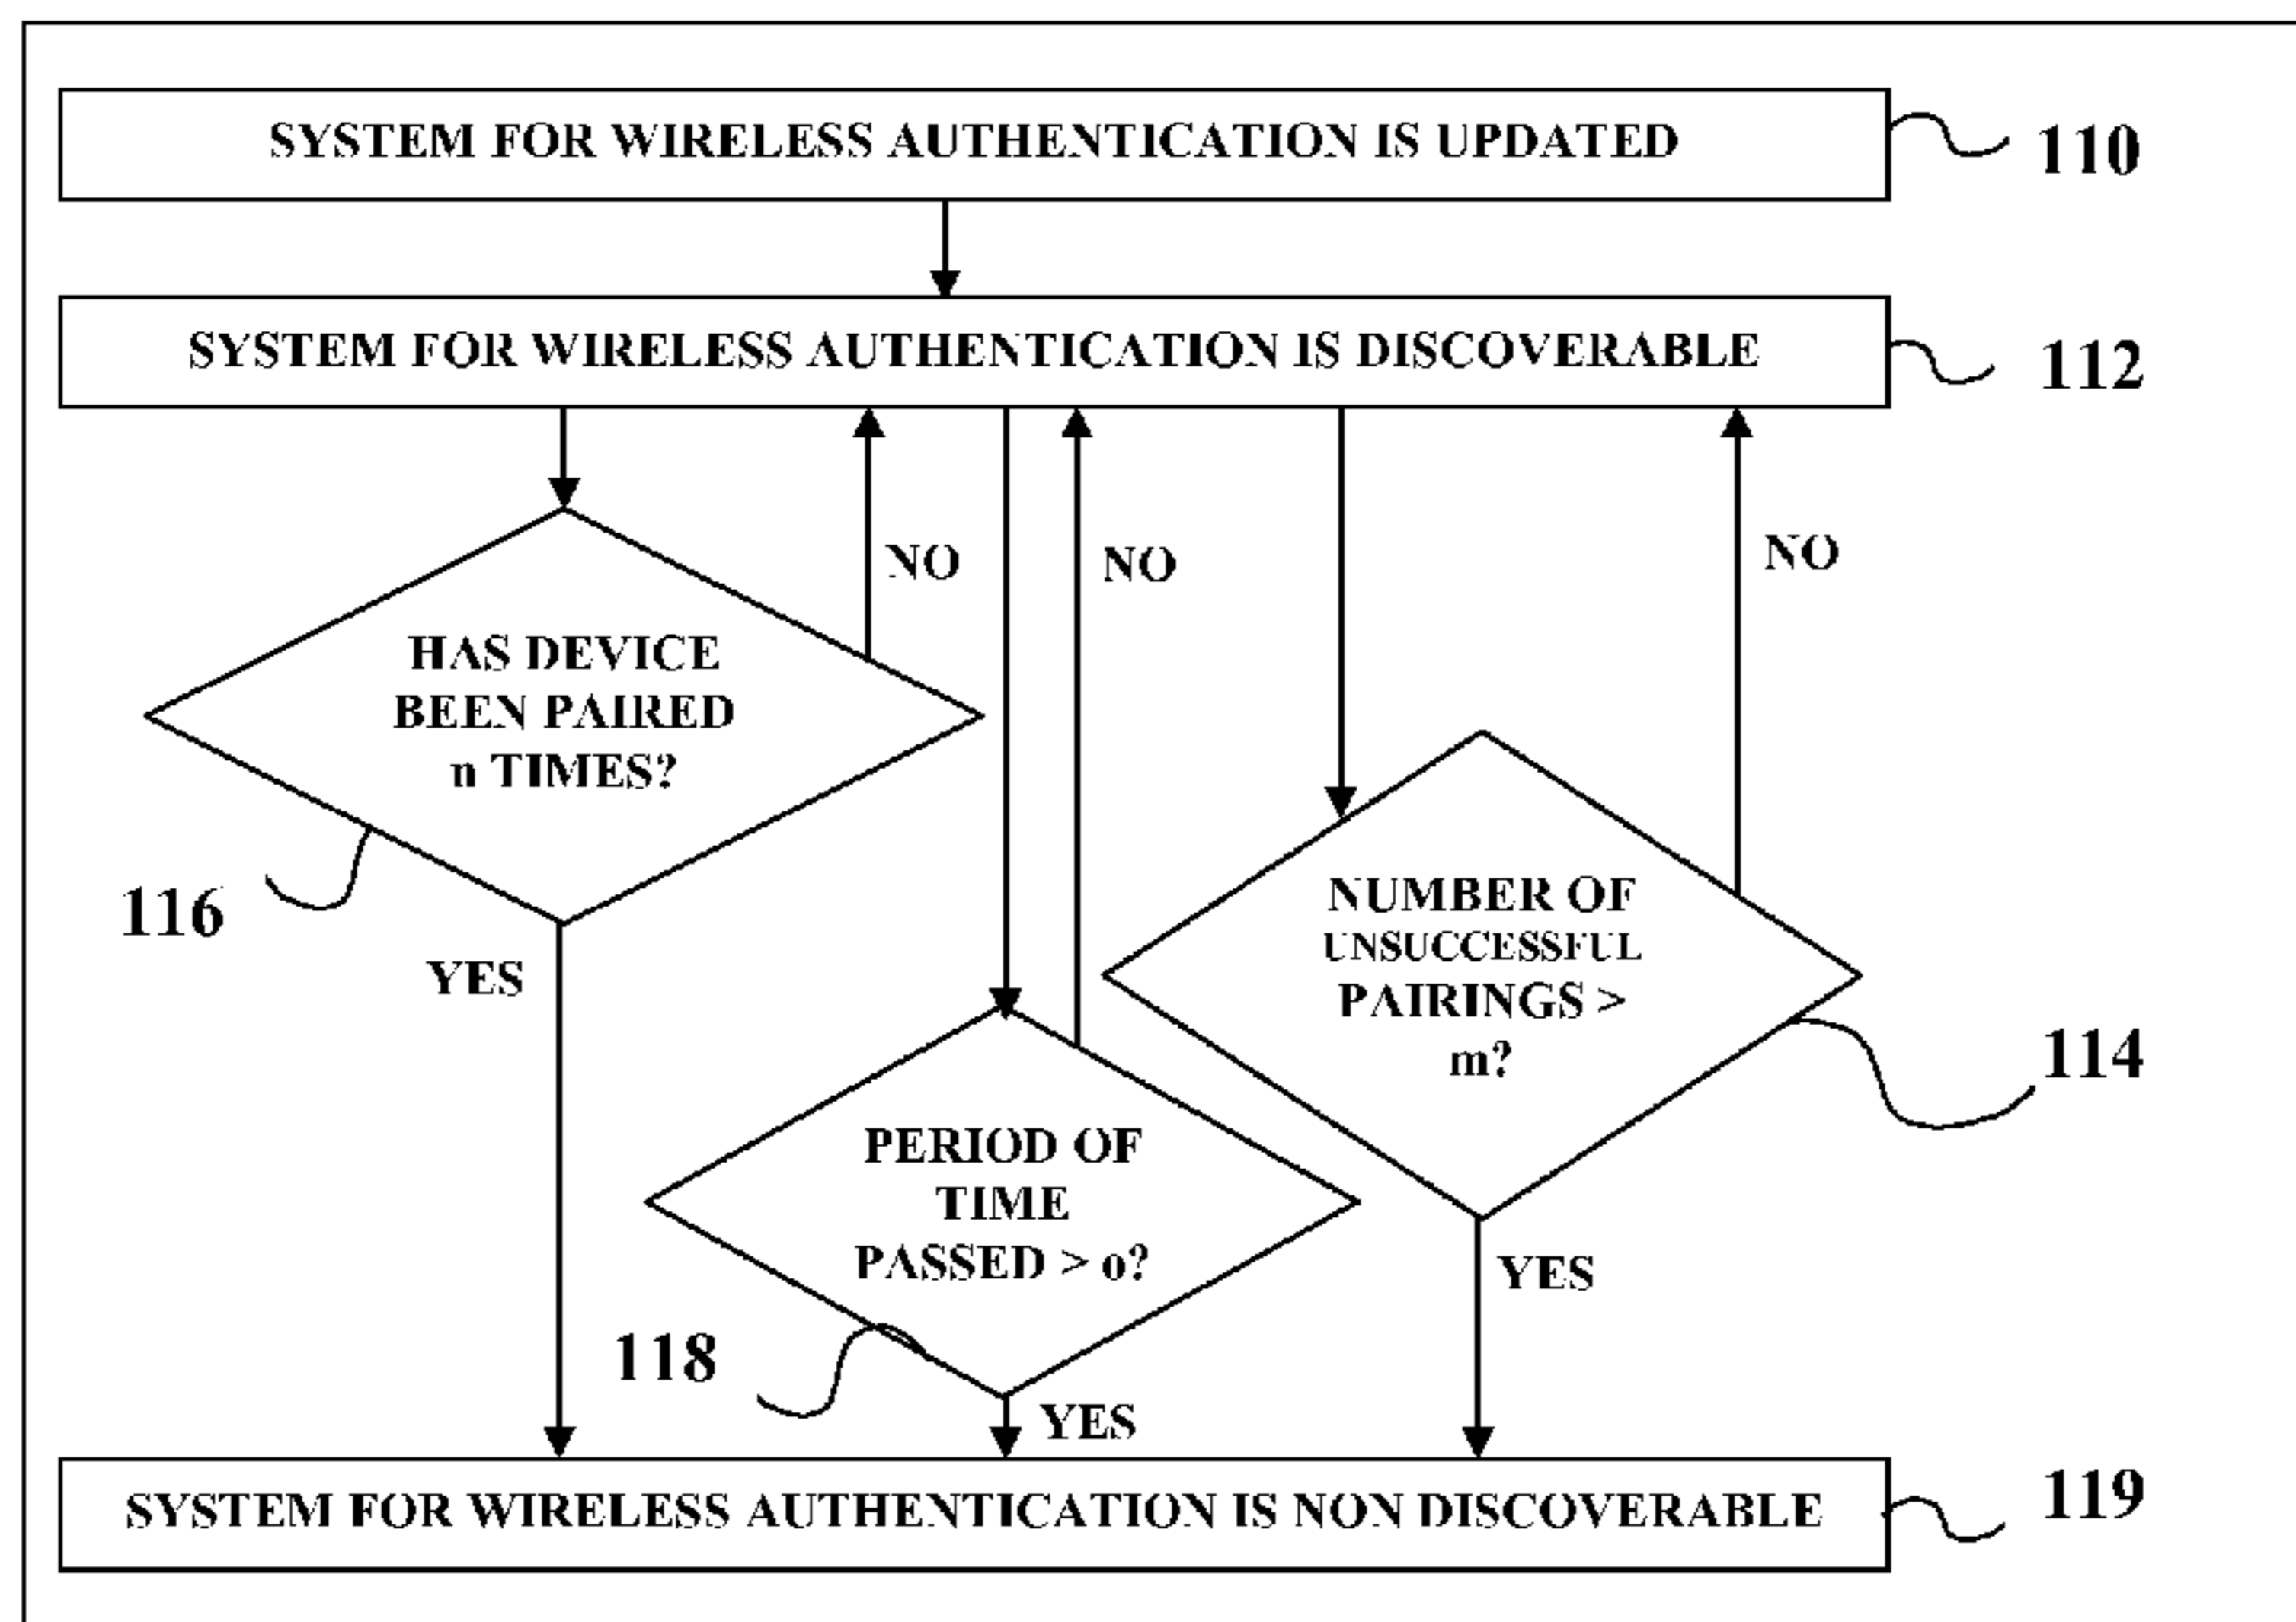 SYSTEM FOR WIRELESS AUTHENTICATION IS UPDATED
110
SYSTEM FOR WIRELESS AUTHENTICATION IS DISCOVERABLE
112
NO
NO
NO
HAS DEVICE
BEEN PAIRED
n TIMES?
116
YES
NUMBER OF
UNSUCCESSFUL
PAIRINGS >
m?
114
PERIOD OF
TIME
PASSED > o?
118
YES
YES
SYSTEM FOR WIRELESS AUTHENTICATION IS NON DISCOVERABLE
119